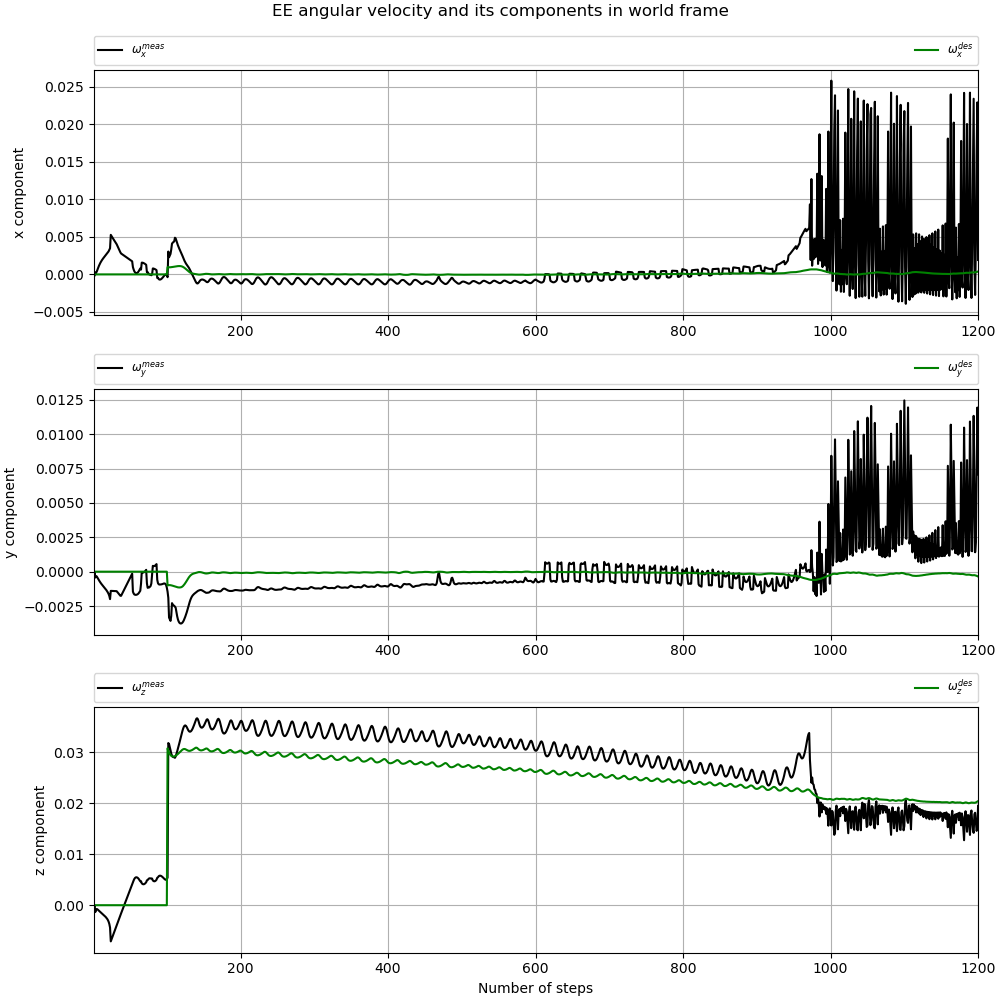 EE angular velocity and its components in world frame
ω_x^meas ω_x^des
0.025
0.020
0.015
0.010
0.005
0.000
−0.005
x component
200 400 600 800 1000 1200
ω_y^meas ω_y^des
0.0125
0.0100
0.0075
0.0050
0.0025
0.0000
−0.0025
y component
200 400 600 800 1000 1200
ω_z^meas ω_z^des
0.03
0.02
0.01
0.00
z component
200 400 600 800 1000 1200
Number of steps